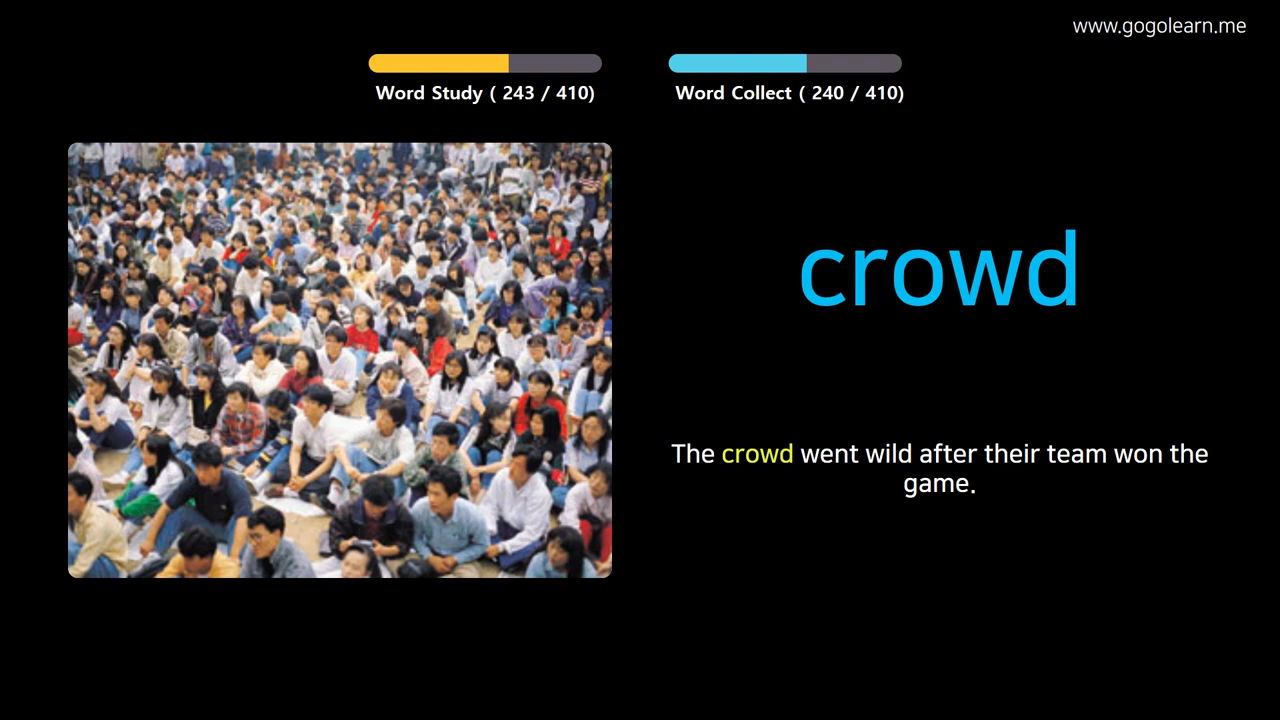 www.gogolearn.me
Word Study ( 243 / 410)
Word Collect ( 240 / 410)
crowd
The crowd went wild after their team won the
game.